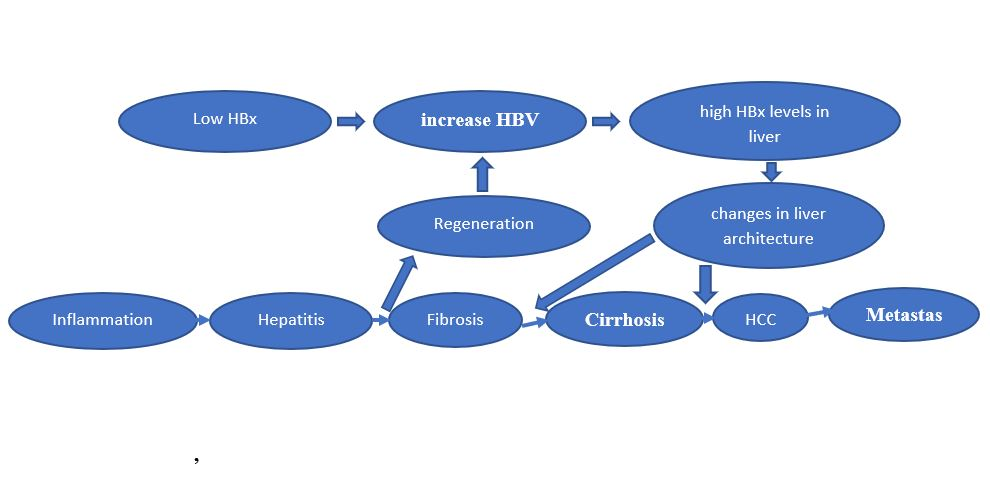 Low HBx
increase HBV
high HBx levels in
liver
Regeneration
changes in liver
architecture
Inflammation
Hepatitis
Fibrosis
Cirrhosis
HCC
Metastas
,